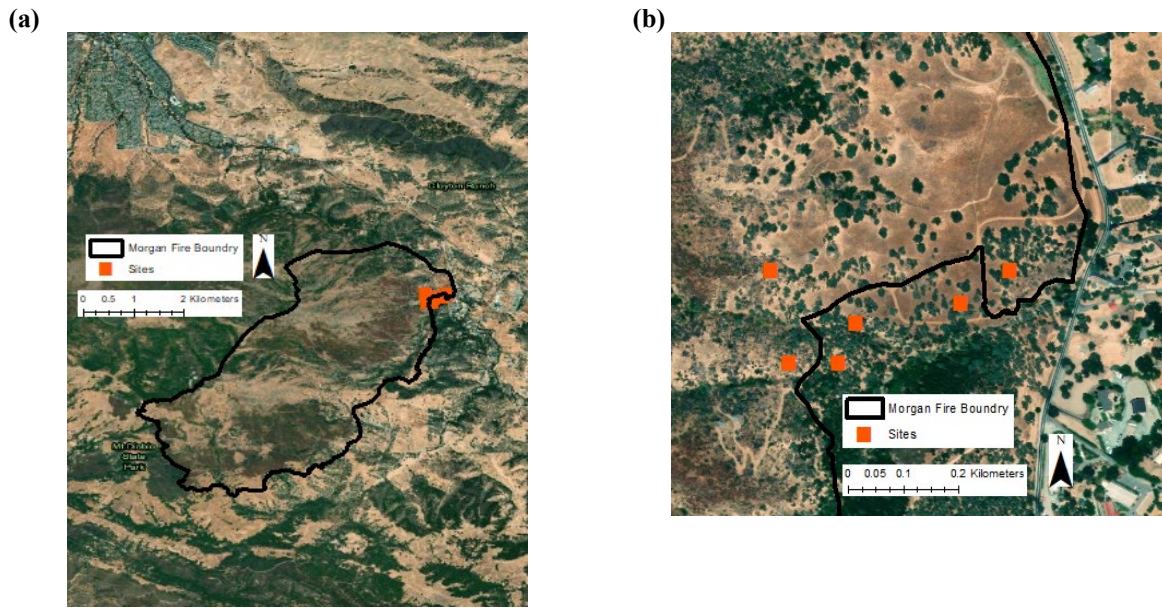 (a)
(b)
Clayton Ranch
N
Morgan Fire Boundry
Sites
0 0.5 1 2 Kilometers
Mt Diablo
State
Park
Morgan Fire Boundry
Sites
N
0 0.05 0.1 0.2 Kilometers